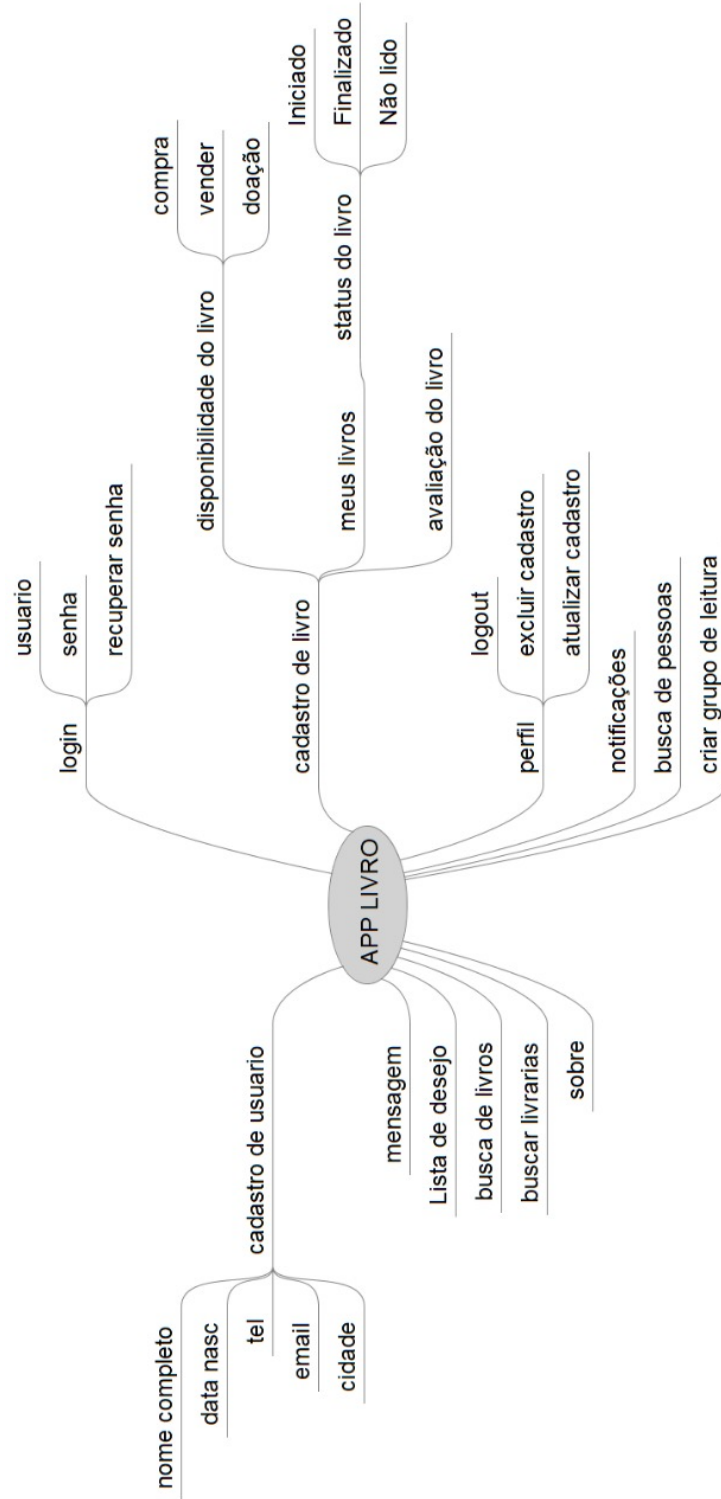 APP LIVRO
login
usuario
senha
recuperar senha
cadastro de livro
disponibilidade do livro
compra
vender
doação
meus livros
status do livro
Iniciado
Finalizado
Não lido
avaliação do livro
perfil
logout
excluir cadastro
atualizar cadastro
notificações
busca de pessoas
criar grupo de leitura
cadastro de usuario
nome completo
data nasc
tel
email
cidade
mensagem
Lista de desejo
busca de livros
buscar livrarias
sobre